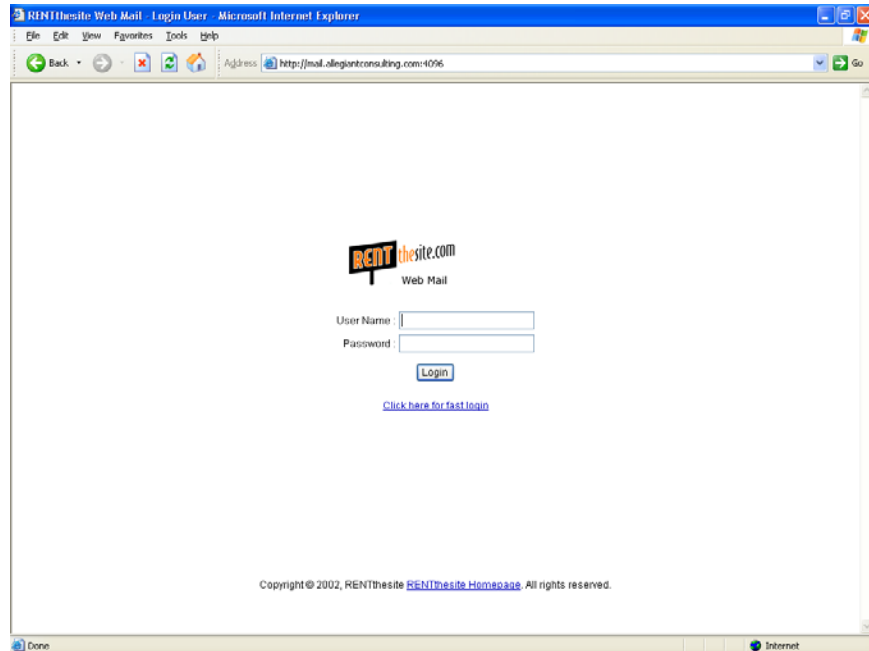 RENTthesite Web Mail - Login User - Microsoft Internet Explorer
File Edit View Favorites Tools Help
Back Address http://mail.allegiantconsulting.com:4096 Go
RENT thesite.com
Web Mail
User Name :
Password :
Login
Click here for fast login
Copyright © 2002, RENTthesite RENTthesite Homepage. All rights reserved.
Done Internet